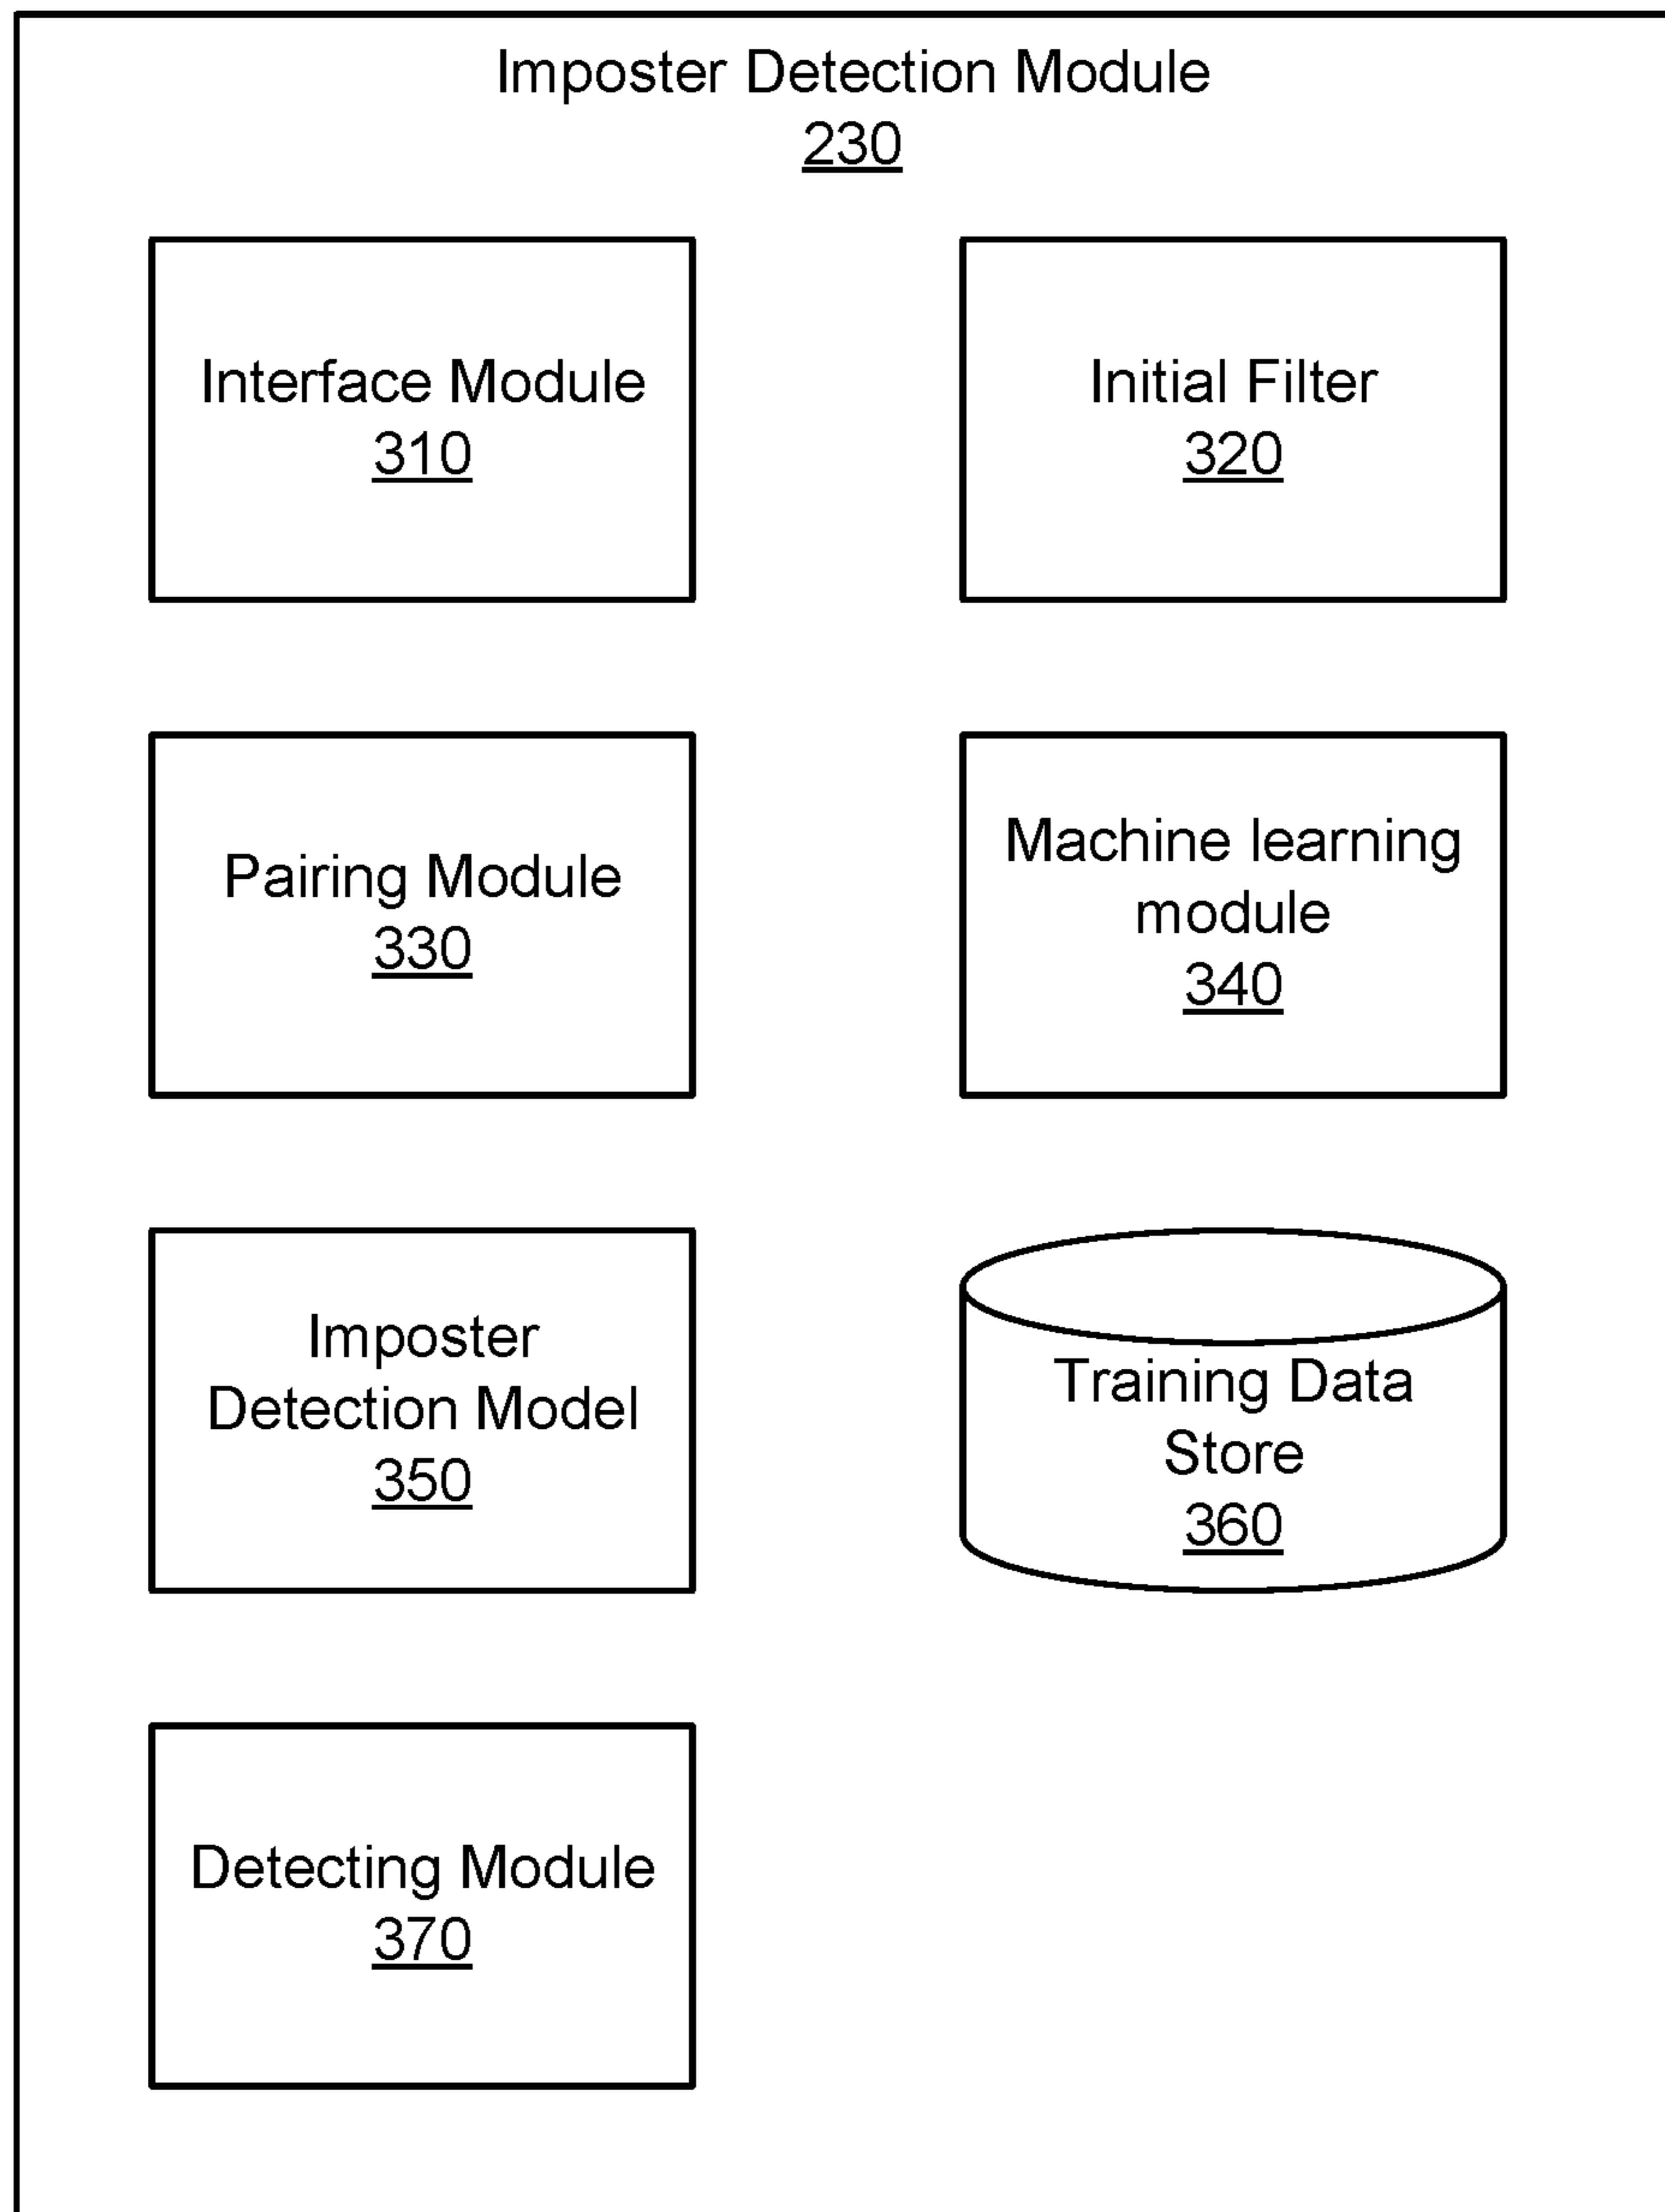 Imposter Detection Module
230
Interface Module
310
Initial Filter
320
Pairing Module
330
Machine learning
module
340
Imposter
Detection Model
350
Training Data
Store
360
Detecting Module
370